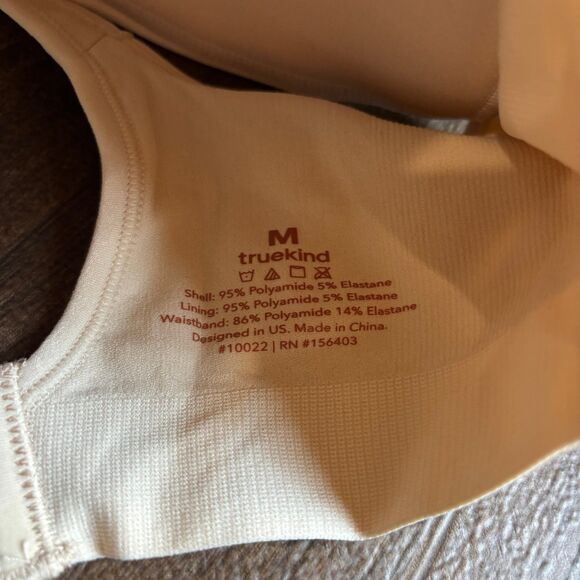 M
truekind
Shell: 95% Polyamide 5% Elastane
Lining: 95% Polyamide 5% Elastane
Waistband: 86% Polyamide 14% Elastane
Designed in US. Made in China.
#10022 | RN #156403